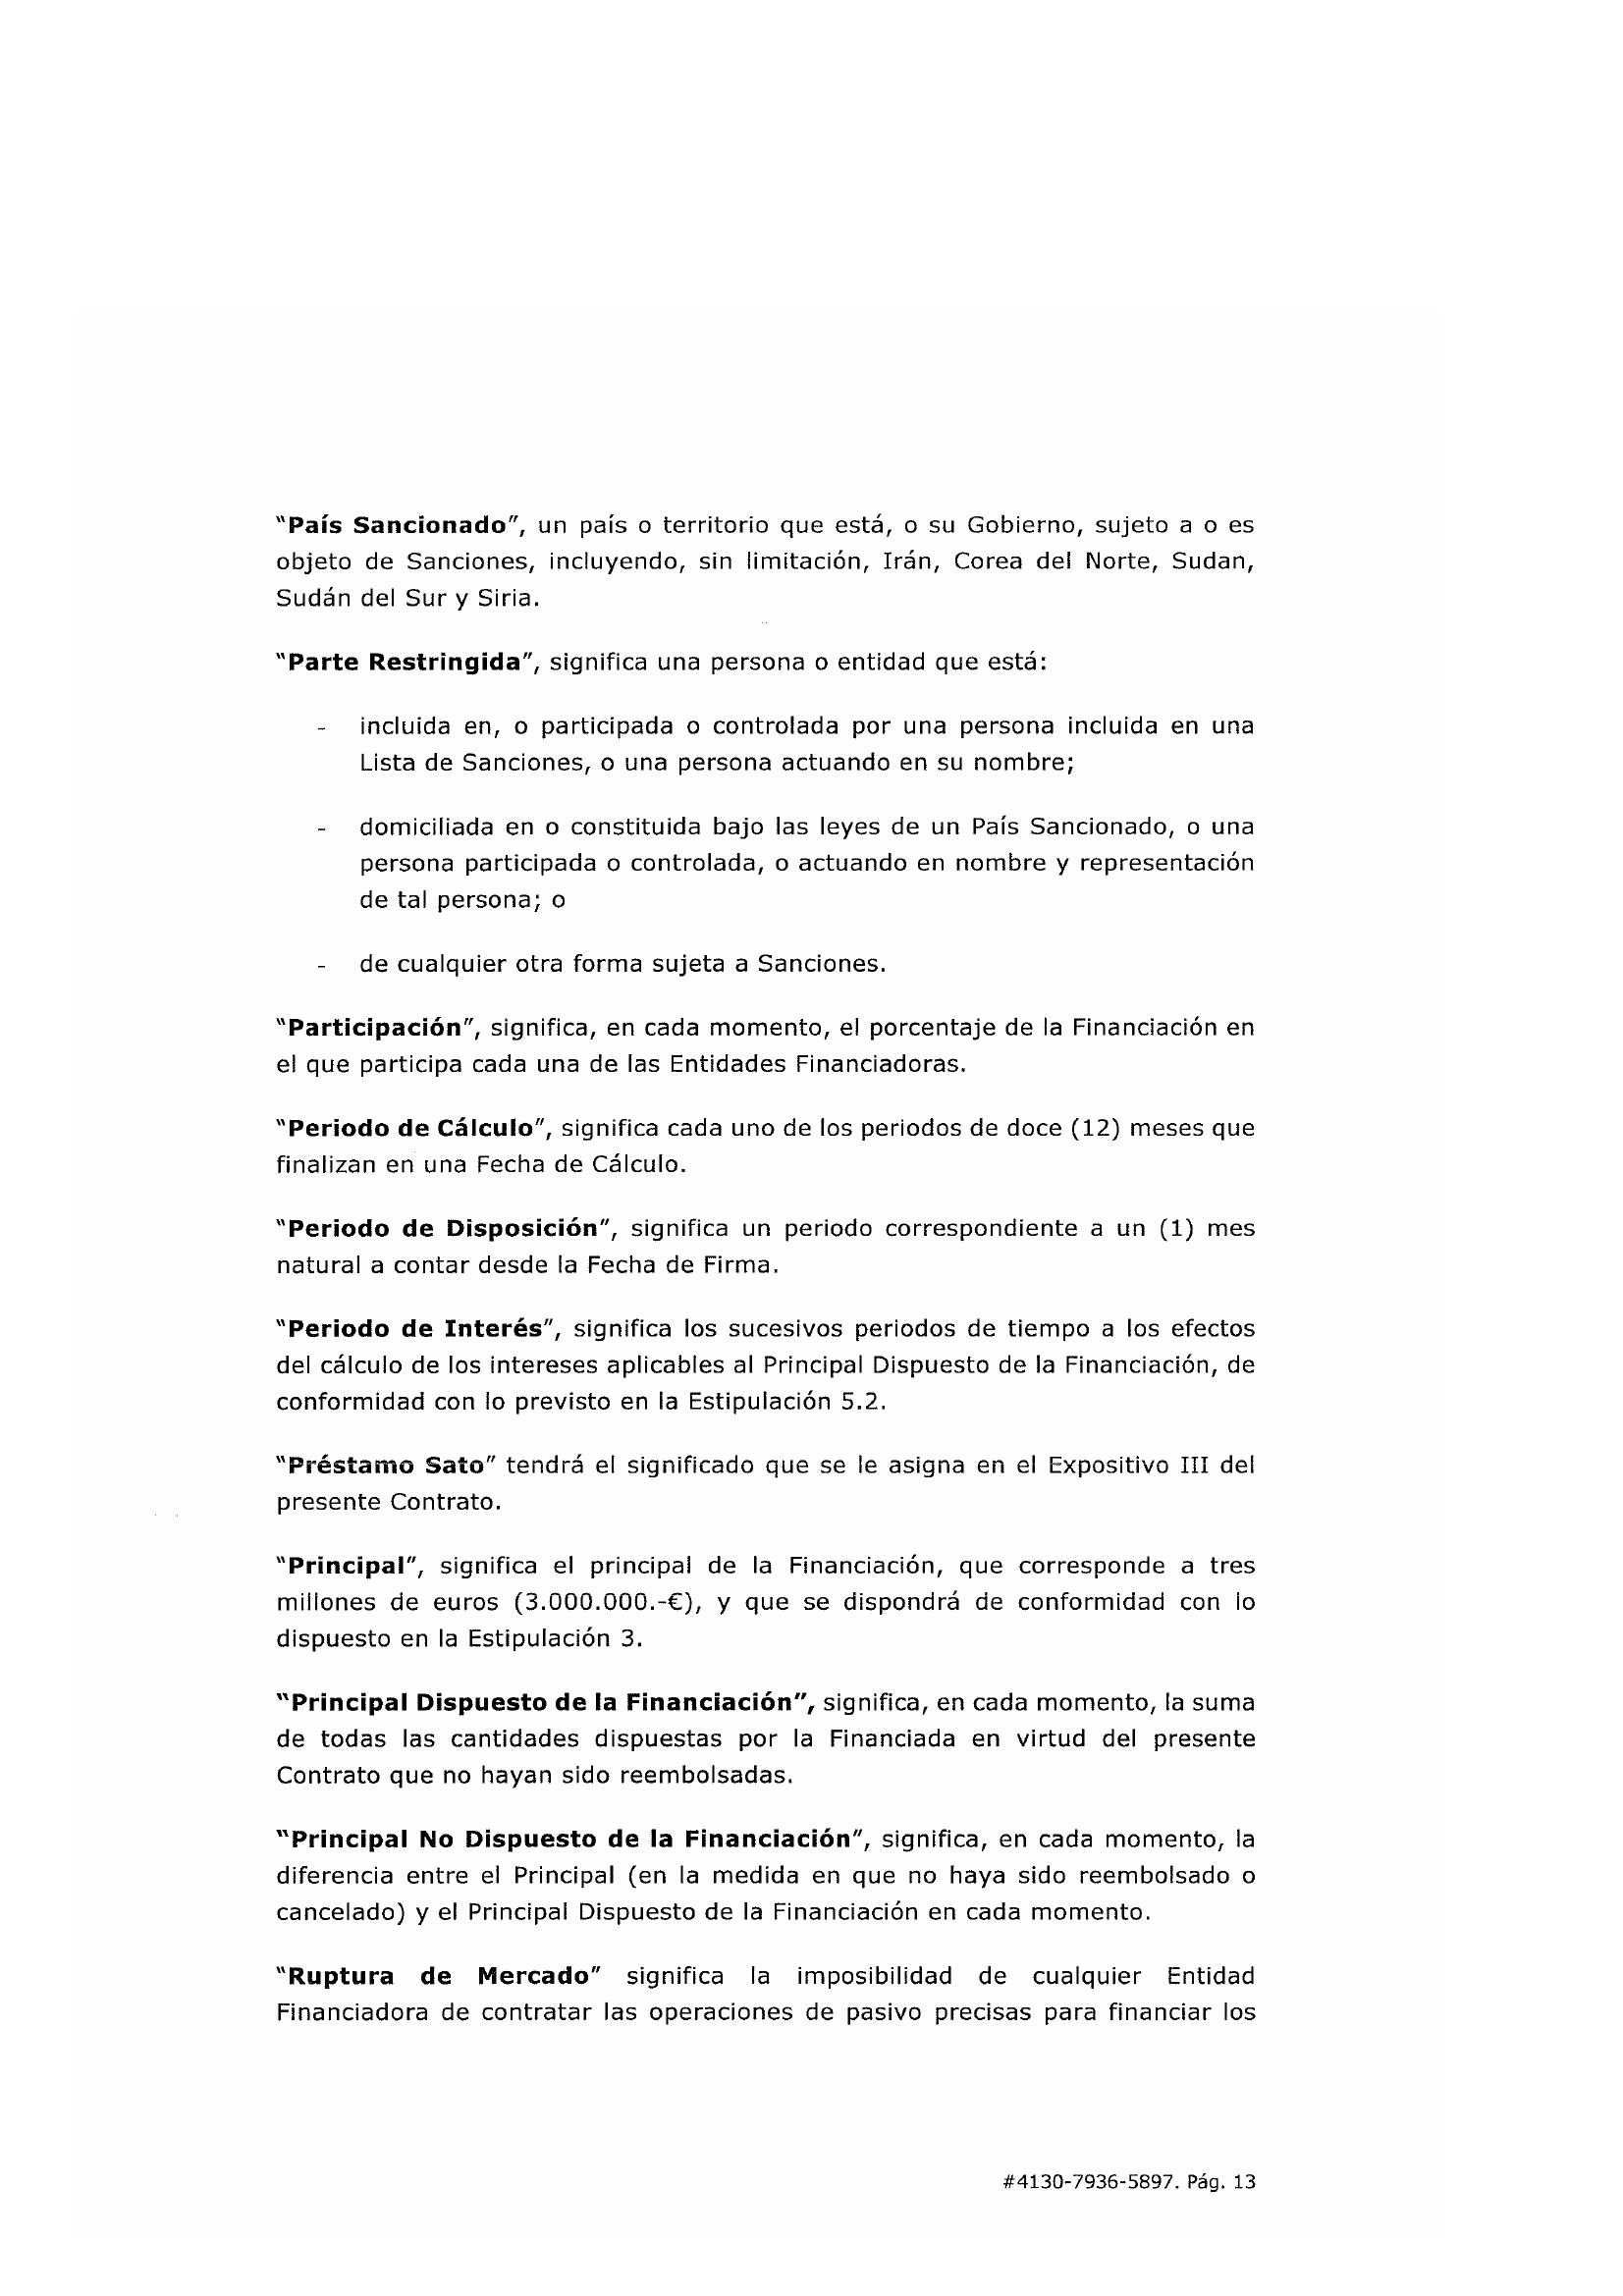 "País Sancionado", un país o territorio que está, o su Gobierno, sujeto a o es
objeto de Sanciones, incluyendo, sin limitación, Irán, Corea del Norte, Sudan,
Sudán del Sur y Siria.
"Parte Restringida", significa una persona o entidad que está:
- incluida en, o participada o controlada por una persona incluida en una
Lista de Sanciones, o una persona actuando en su nombre;
- domiciliada en o constituida bajo las leyes de un País Sancionado, o una
persona participada o controlada, o actuando en nombre y representación
de tal persona; o
- de cualquier otra forma sujeta a Sanciones.
"Participación", significa, en cada momento, el porcentaje de la Financiación en
el que participa cada una de las Entidades Financiadoras.
"Periodo de Cálculo", significa cada uno de los periodos de doce (12) meses que
finalizan en una Fecha de Cálculo.
"Periodo de Disposición", significa un periodo correspondiente a un (1) mes
natural a contar desde la Fecha de Firma.
"Periodo de Interés", significa los sucesivos periodos de tiempo a los efectos
del cálculo de los intereses aplicables al Principal Dispuesto de la Financiación, de
conformidad con lo previsto en la Estipulación 5.2.
"Préstamo Sato" tendrá el significado que se le asigna en el Expositivo III del
presente Contrato.
"Principal", significa el principal de la Financiación, que corresponde a tres
millones de euros (3.000.000.-€), y que se dispondrá de conformidad con lo
dispuesto en la Estipulación 3.
"Principal Dispuesto de la Financiación", significa, en cada momento, la suma
de todas las cantidades dispuestas por la Financiada en virtud del presente
Contrato que no hayan sido reembolsadas.
"Principal No Dispuesto de la Financiación", significa, en cada momento, la
diferencia entre el Principal (en la medida en que no haya sido reembolsado o
cancelado) y el Principal Dispuesto de la Financiación en cada momento.
"Ruptura de Mercado" significa la imposibilidad de cualquier Entidad
Financiadora de contratar las operaciones de pasivo precisas para financiar los
#4130-7936-5897. Pág. 13